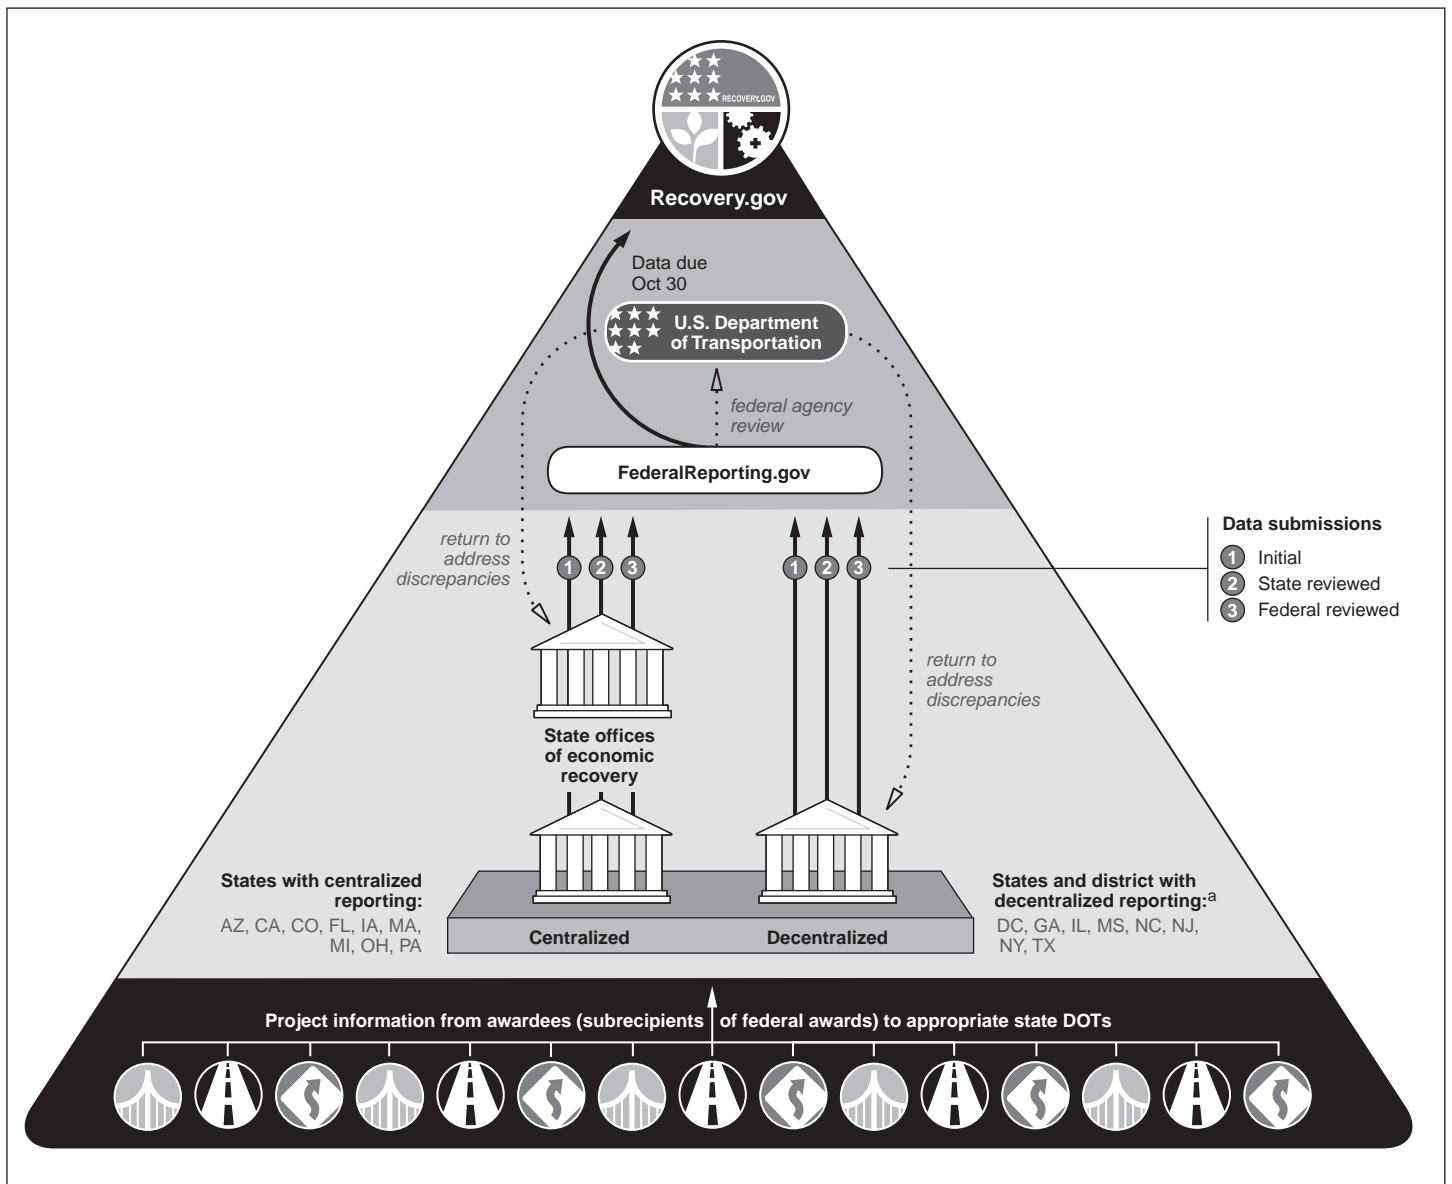 RECOVERY.GOV
Recovery.gov
Data due
Oct 30
U.S. Department
of Transportation
federal agency
review
FederalReporting.gov
return to
address
discrepancies
1 2 3
1 2 3
Data submissions
1 Initial
2 State reviewed
3 Federal reviewed
return to
address
discrepancies
State offices
of economic
recovery
States with centralized
reporting:
AZ, CA, CO, FL, IA, MA,
MI, OH, PA
Centralized
Decentralized
States and district with
decentralized reporting:a
DC, GA, IL, MS, NC, NJ,
NY, TX
Project information from awardees (subrecipients of federal awards) to appropriate state DOTs